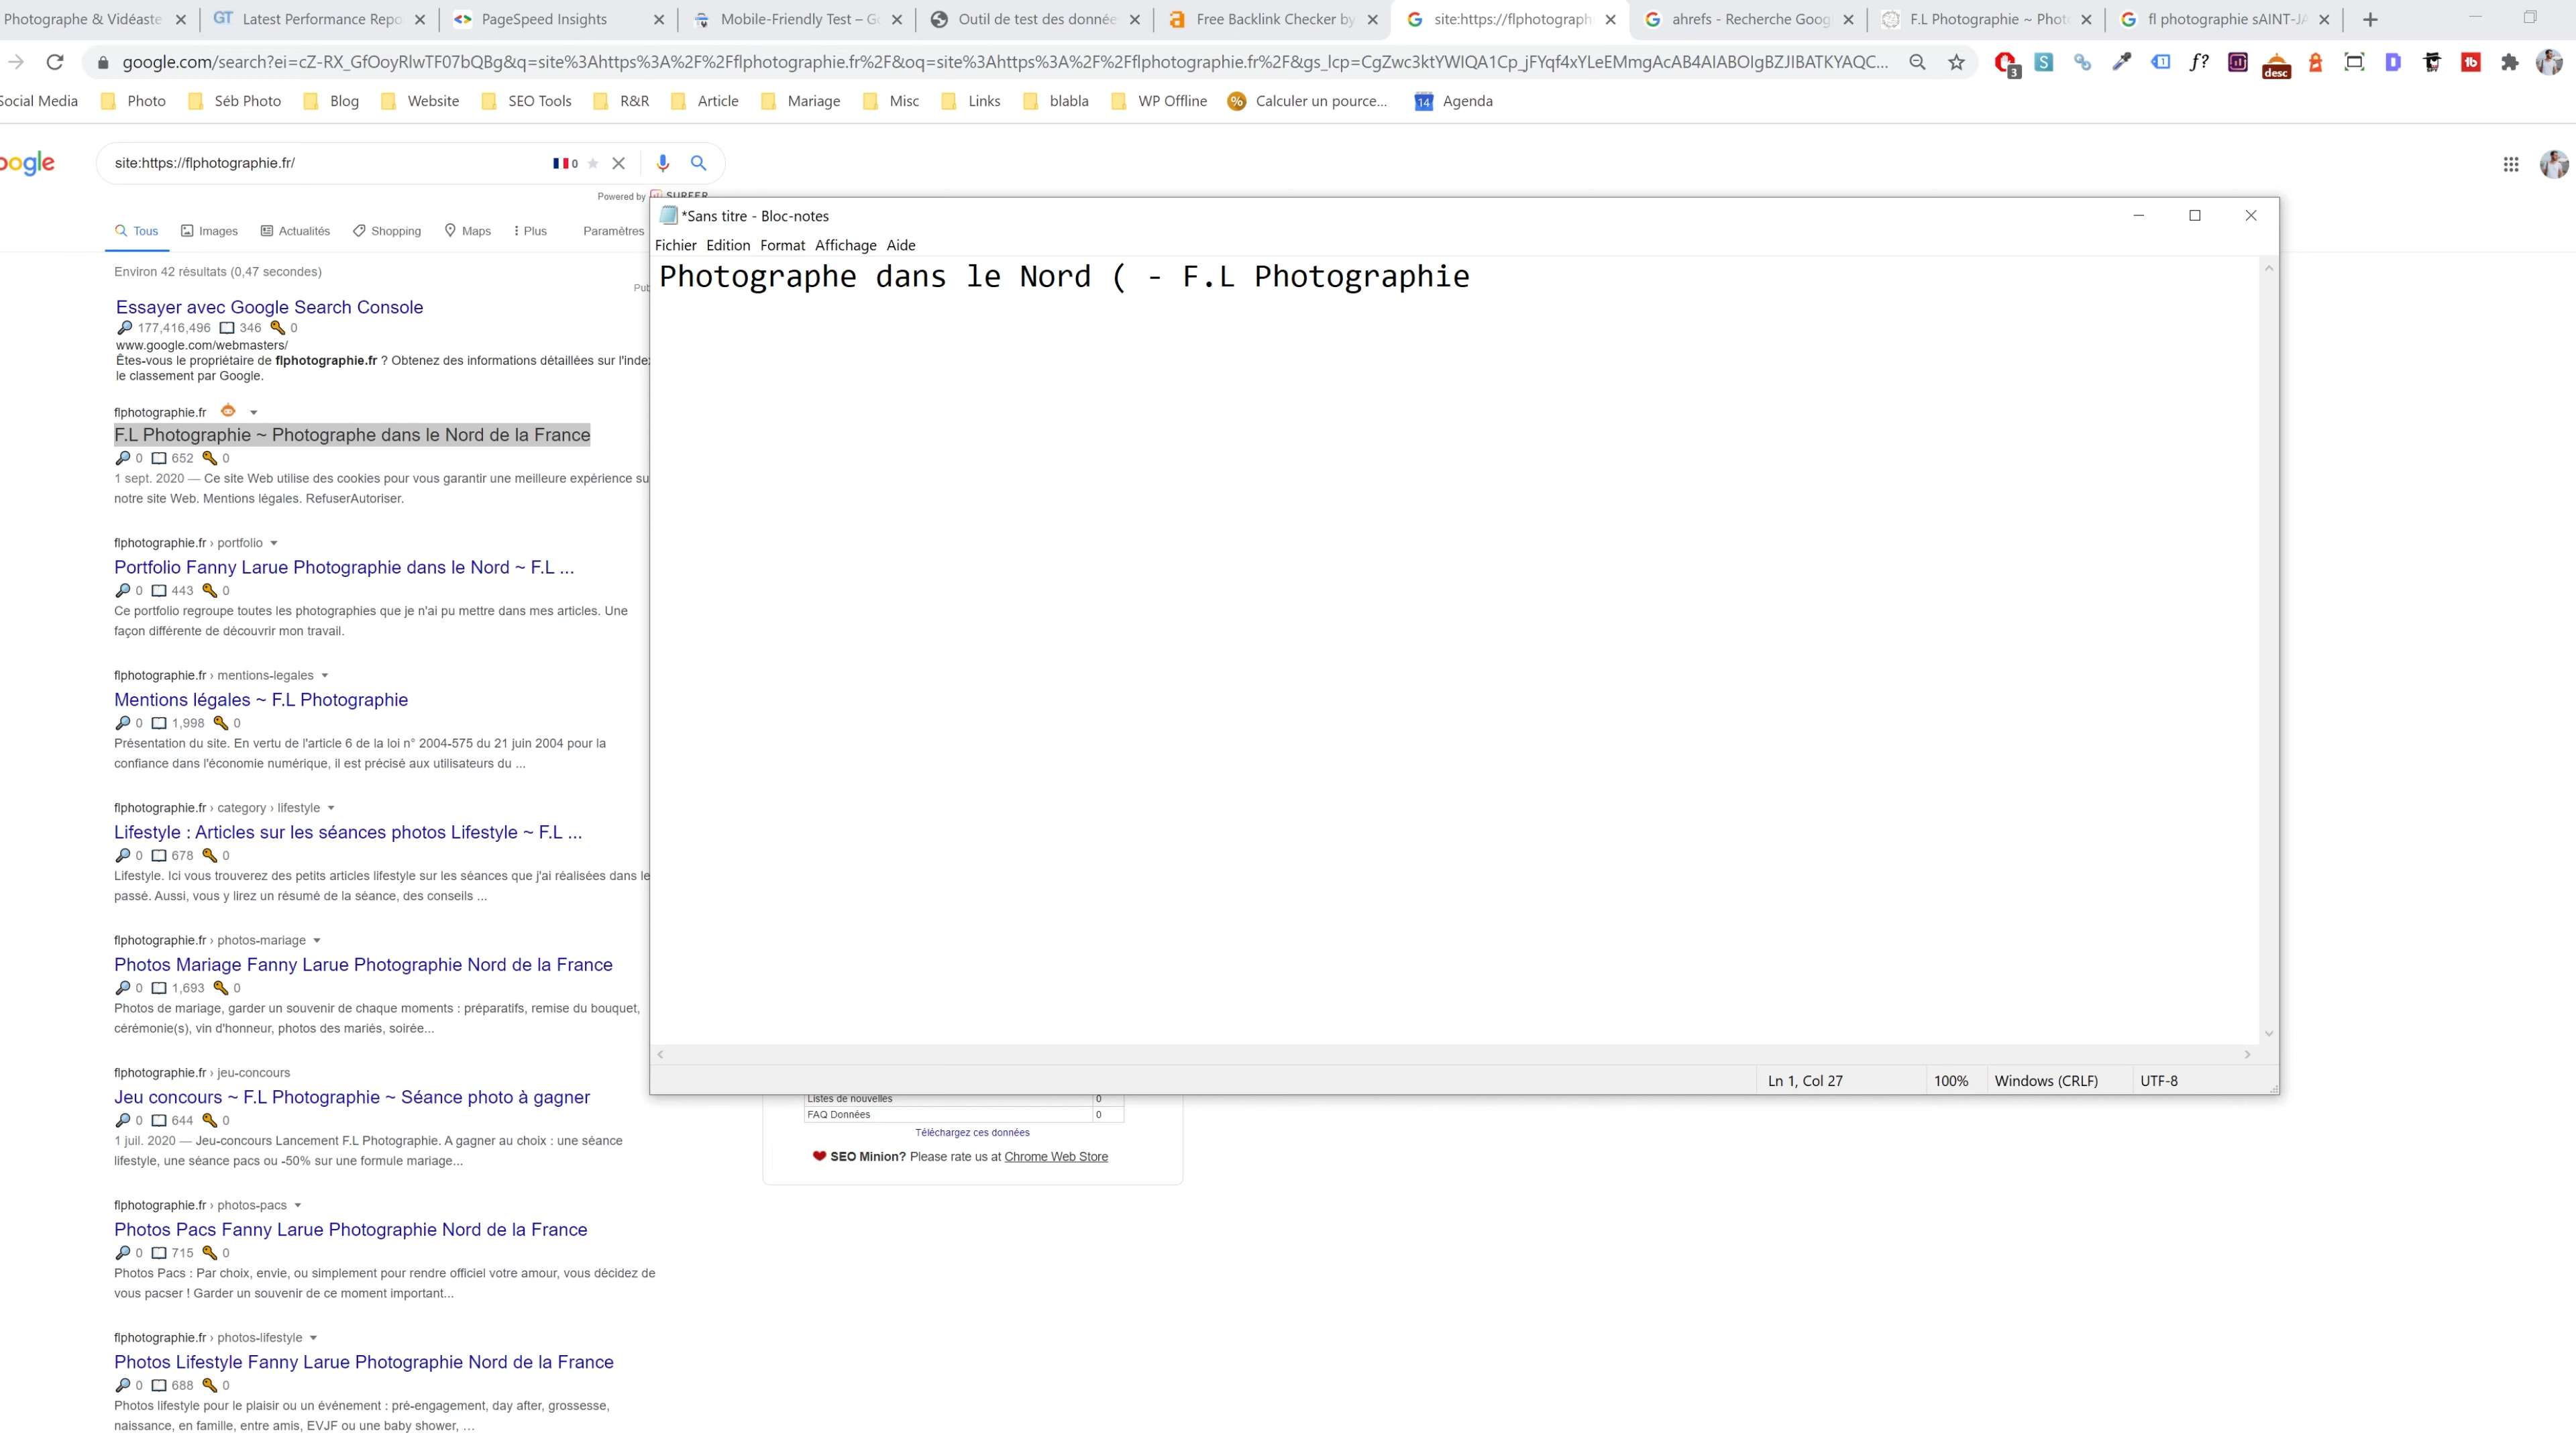 Photographe & Vidéaste
GT Latest Performance Repo
PageSpeed Insights
Mobile-Friendly Test – Go
Outil de test des donnée
Free Backlink Checker by
site:https://flphotograph
ahrefs - Recherche Goog
F.L Photographie ~ Phot
fl photographie sAINT-JA
google.com/search?ei=cZ-RX_GfOoyRlwTF07bQBg&q=site%3Ahttps%3A%2F%2Fflphotographie.fr%2F&oq=site%3Ahttps%3A%2F%2Fflphotographie.fr%2F&gs_lcp=CgZwc3ktYWIQA1Cp_jFYqf4xYLeEMmgAcAB4AIABOIgBZJIBATKYAQC...
3
S
1
f?
desc
Social Media
Photo
Séb Photo
Blog
Website
SEO Tools
R&R
Article
Mariage
Misc
Links
blabla
WP Offline
% Calculer un pource...
14 Agenda
oogle
site:https://flphotographie.fr/
0
Powered by SURFER
Tous
Images
Actualités
Shopping
Maps
Plus
Paramètres
Environ 42 résultats (0,47 secondes)
Essayer avec Google Search Console
177,416,496 346 0
www.google.com/webmasters/
Êtes-vous le propriétaire de flphotographie.fr ? Obtenez des informations détaillées sur l'index
le classement par Google.
flphotographie.fr
F.L Photographie ~ Photographe dans le Nord de la France
0 652 0
1 sept. 2020 — Ce site Web utilise des cookies pour vous garantir une meilleure expérience su
notre site Web. Mentions légales. RefuserAutoriser.
flphotographie.fr › portfolio
Portfolio Fanny Larue Photographie dans le Nord ~ F.L ...
0 443 0
Ce portfolio regroupe toutes les photographies que je n'ai pu mettre dans mes articles. Une
façon différente de découvrir mon travail.
flphotographie.fr › mentions-legales
Mentions légales ~ F.L Photographie
0 1,998 0
Présentation du site. En vertu de l'article 6 de la loi n° 2004-575 du 21 juin 2004 pour la
confiance dans l'économie numérique, il est précisé aux utilisateurs du ...
flphotographie.fr › category › lifestyle
Lifestyle : Articles sur les séances photos Lifestyle ~ F.L ...
0 678 0
Lifestyle. Ici vous trouverez des petits articles lifestyle sur les séances que j'ai réalisées dans le
passé. Aussi, vous y lirez un résumé de la séance, des conseils ...
flphotographie.fr › photos-mariage
Photos Mariage Fanny Larue Photographie Nord de la France
0 1,693 0
Photos de mariage, garder un souvenir de chaque moments : préparatifs, remise du bouquet,
cérémonie(s), vin d'honneur, photos des mariés, soirée...
flphotographie.fr › jeu-concours
Jeu concours ~ F.L Photographie ~ Séance photo à gagner
0 644 0
1 juil. 2020 — Jeu-concours Lancement F.L Photographie. A gagner au choix : une séance
lifestyle, une séance pacs ou -50% sur une formule mariage...
flphotographie.fr › photos-pacs
Photos Pacs Fanny Larue Photographie Nord de la France
0 715 0
Photos Pacs : Par choix, envie, ou simplement pour rendre officiel votre amour, vous décidez de
vous pacser ! Garder un souvenir de ce moment important...
flphotographie.fr › photos-lifestyle
Photos Lifestyle Fanny Larue Photographie Nord de la France
0 688 0
Photos lifestyle pour le plaisir ou un événement : pré-engagement, day after, grossesse,
naissance, en famille, entre amis, EVJF ou une baby shower, ...
Pub
*Sans titre - Bloc-notes
Fichier Edition Format Affichage Aide
Photographe dans le Nord ( - F.L Photographie
Ln 1, Col 27
100%
Windows (CRLF)
UTF-8
Listes de nouvelles 0
FAQ Données 0
Téléchargez ces données
SEO Minion? Please rate us at Chrome Web Store